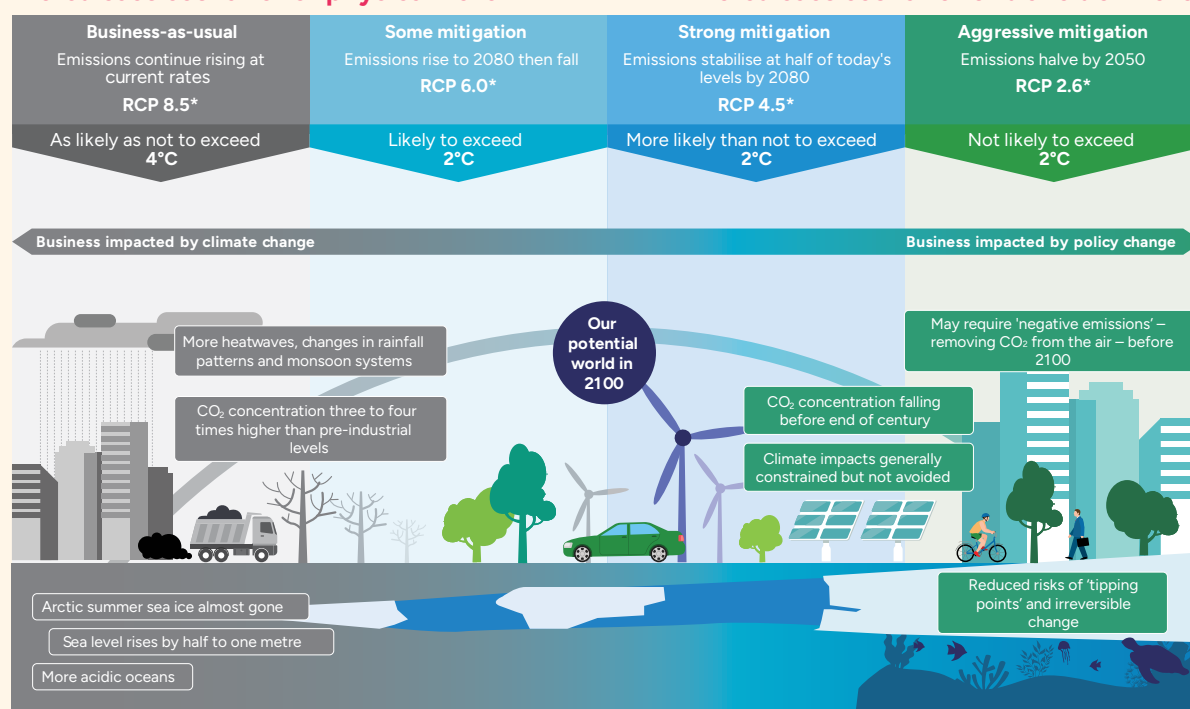 Business-as-usual
Emissions continue rising at
current rates
RCP 8.5*
As likely as not to exceed
4°C
Some mitigation
Emissions rise to 2080 then fall
RCP 6.0*
Likely to exceed
2°C
Strong mitigation
Emissions stabilise at half of today's
levels by 2080
RCP 4.5*
More likely than not to exceed
2°C
Aggressive mitigation
Emissions halve by 2050
RCP 2.6*
Not likely to exceed
2°C
Business impacted by climate change
Business impacted by policy change
More heatwaves, changes in rainfall
patterns and monsoon systems
CO₂ concentration three to four
times higher than pre-industrial
levels
Our
potential
world in
2100
May require 'negative emissions' –
removing CO₂ from the air – before
2100
CO₂ concentration falling
before end of century
Climate impacts generally
constrained but not avoided
Arctic summer sea ice almost gone
Sea level rises by half to one metre
More acidic oceans
Reduced risks of 'tipping
points' and irreversible
change